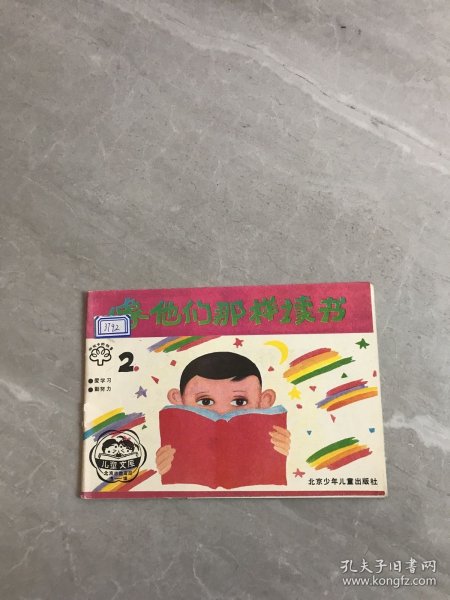 他们那样读书
3792
2.
●爱学习
●勤努力
儿童文库
北京少年儿童出版社
孔夫子旧书网
www.kongfz.com